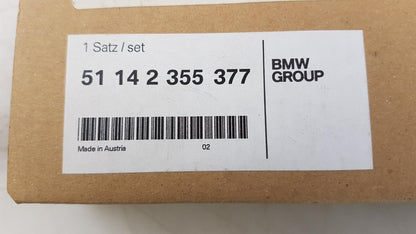 1 Satz / set
51 14 2 355 377
BMW
GROUP
Made in Austria
02